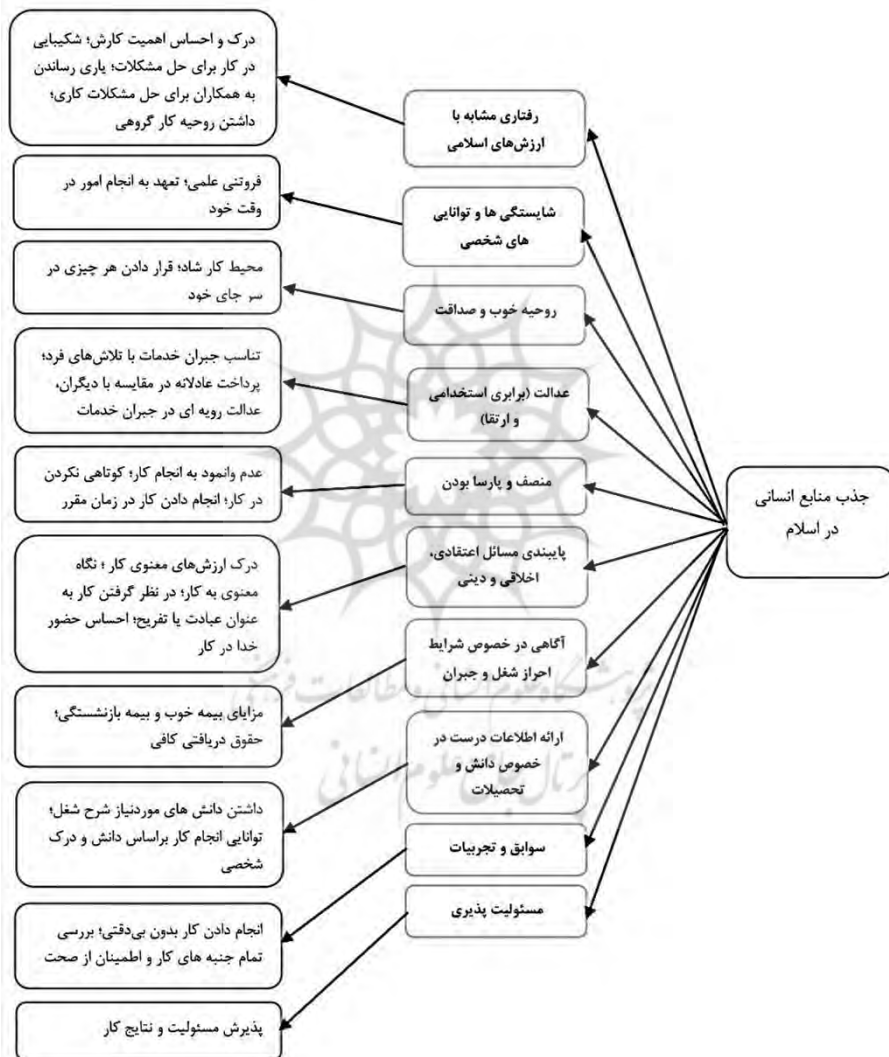 جذب منابع انسانی
در اسلام
رفتاری مشابه با
ارزش‌های اسلامی
درک و احساس اهمیت کارش؛ شکیبایی
در کار برای حل مشکلات؛ یاری رساندن
به همکاران برای حل مشکلات کاری؛
داشتن روحیه کار گروهی
شایستگی ها و توانایی
های شخصی
فروتنی علمی؛ تعهد به انجام امور در
وقت خود
روحیه خوب و صداقت
محیط کار شاد؛ قرار دادن هر چیزی در
سر جای خود
عدالت (برابری استخدامی
و ارتقا)
تناسب جبران خدمات با تلاش‌های فرد؛
پرداخت عادلانه در مقایسه با دیگران،
عدالت رویه ای در جبران خدمات
منصف و پارسا بودن
عدم وانمود به انجام کار؛ کوتاهی نکردن
در کار؛ انجام دادن کار در زمان مقرر
پایبندی مسائل اعتقادی،
اخلاقی و دینی
درک ارزش‌های معنوی کار ؛ نگاه
معنوی به کار؛ در نظر گرفتن کار به
عنوان عبادت یا تفریح؛ احساس حضور
خدا در کار
آگاهی در خصوص شرایط
احراز شغل و جبران
مزایای بیمه خوب و بیمه بازنشستگی؛
حقوق دریافتی کافی
ارائه اطلاعات درست در
خصوص دانش و
تحصیلات
داشتن دانش های موردنیاز شرح شغل؛
توانایی انجام کار براساس دانش و درک
شخصی
سوابق و تجربیات
انجام دادن کار بدون بی‌دقتی؛ بررسی
تمام جنبه های کار و اطمینان از صحت
مسئولیت پذیری
پذیرش مسئولیت و نتایج کار
پژوهشگاه علوم انسانی و مطالعات فرهنگی
پرتال جامع علوم انسانی